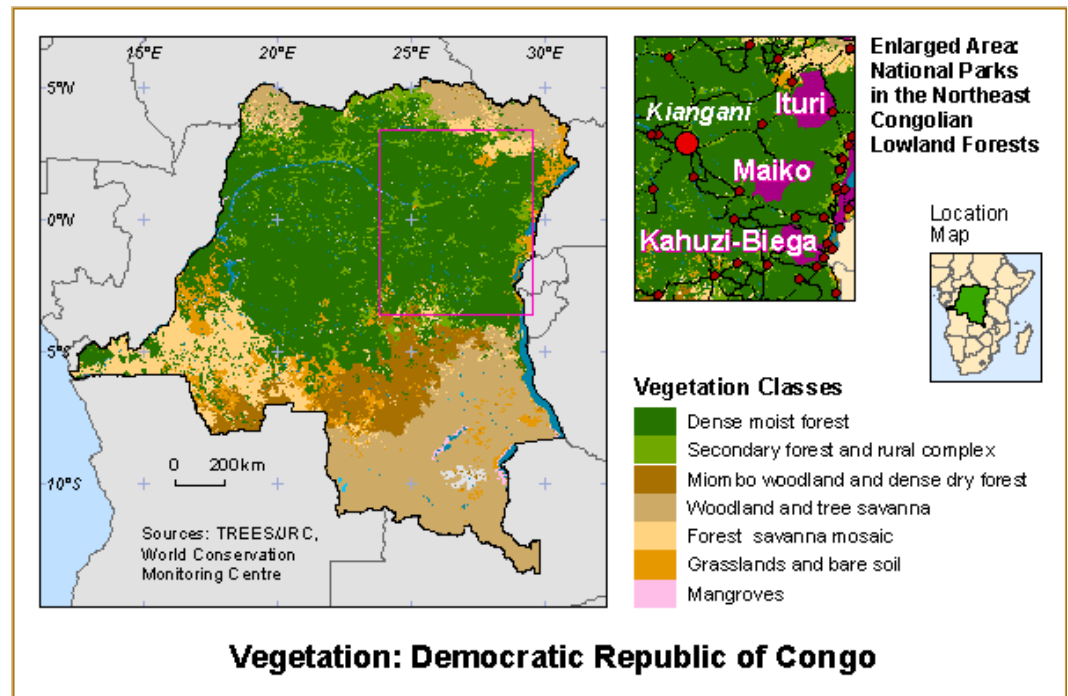 15°E 20°E 25°E 30°E
5°N
0°N
5°S
10°S
0 200km
Sources: TREES/JRC,
World Conservation
Monitoring Centre
Kiangani
Ituri
Maiko
Kahuzi-Biega
Enlarged Area:
National Parks
in the Northeast
Congolian
Lowland Forests
Location
Map
Vegetation Classes
Dense moist forest
Secondary forest and rural complex
Miombo woodland and dense dry forest
Woodland and tree savanna
Forest savanna mosaic
Grasslands and bare soil
Mangroves
Vegetation: Democratic Republic of Congo